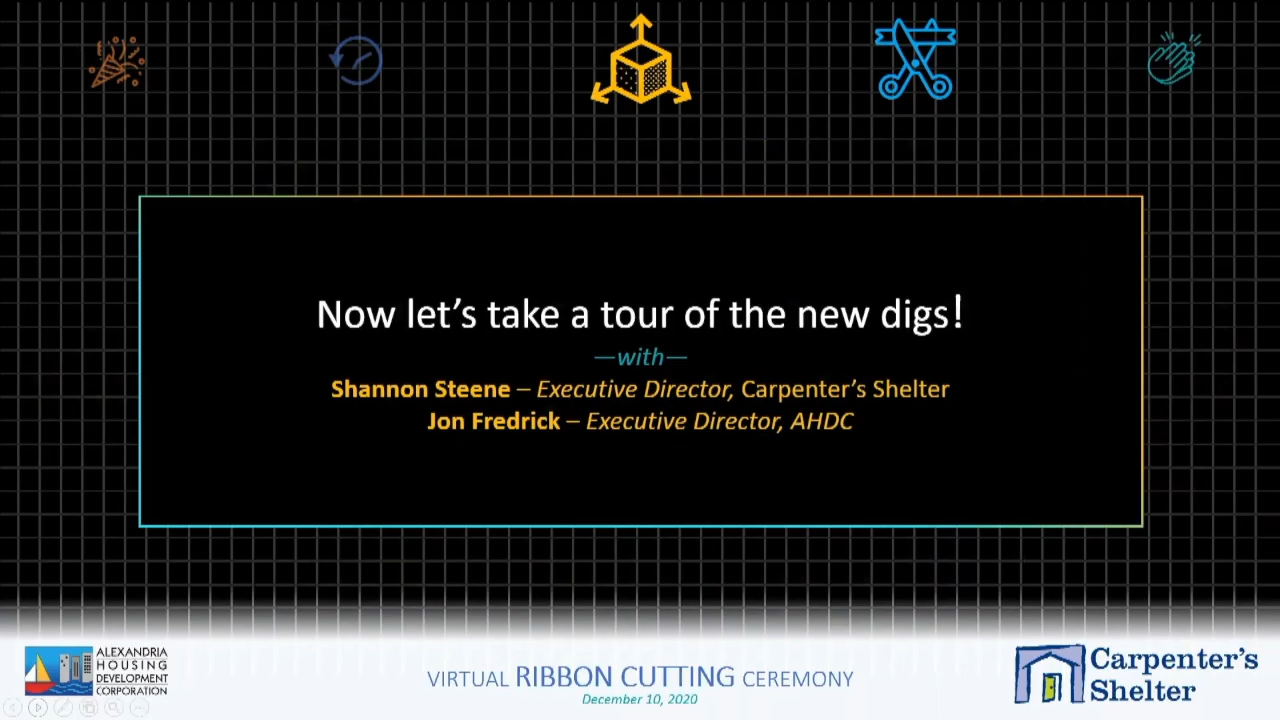 Now let’s take a tour of the new digs!
—with—
Shannon Steene – Executive Director, Carpenter’s Shelter
Jon Fredrick – Executive Director, AHDC
ALEXANDRIA
HOUSING
DEVELOPMENT
CORPORATION
VIRTUAL RIBBON CUTTING CEREMONY
December 10, 2020
Carpenter’s
Shelter